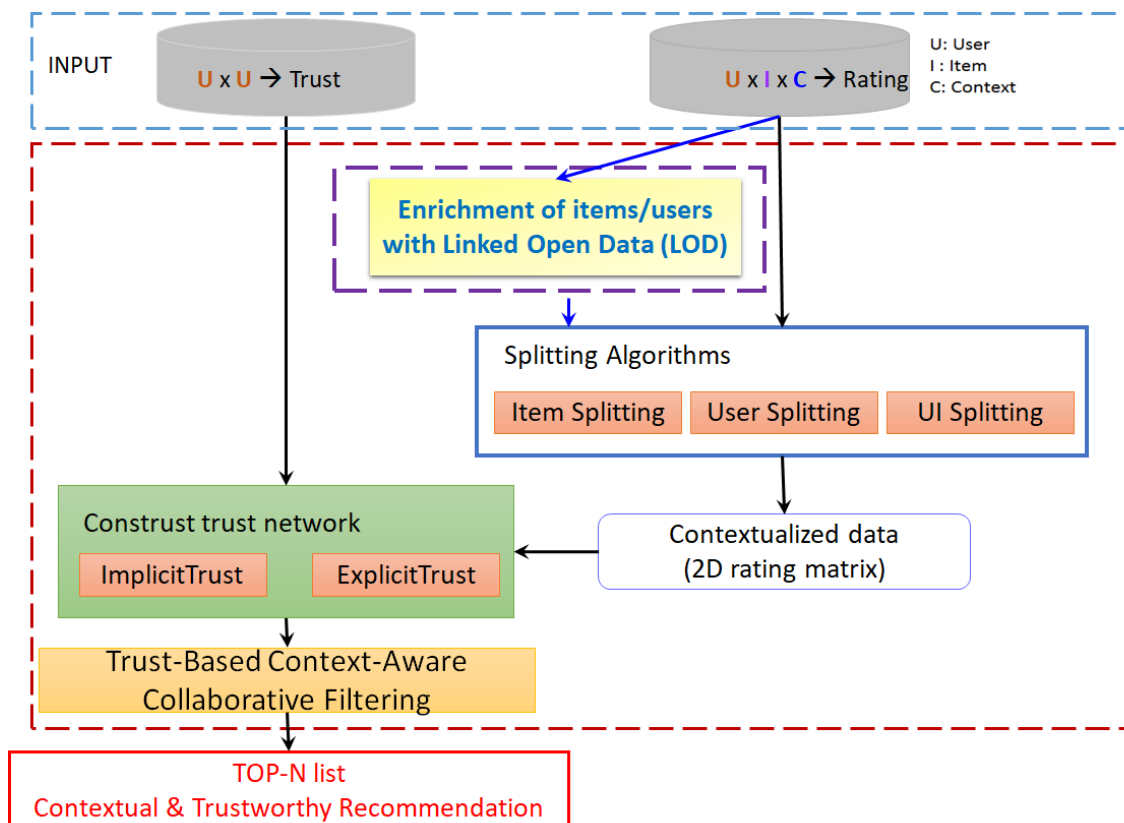 INPUT
U x U → Trust
U x I x C → Rating
U: User
I : Item
C: Context
Enrichment of items/users
with Linked Open Data (LOD)
Splitting Algorithms
Item Splitting
User Splitting
UI Splitting
Construst trust network
ImplicitTrust
ExplicitTrust
Contextualized data
(2D rating matrix)
Trust-Based Context-Aware
Collaborative Filtering
TOP-N list
Contextual & Trustworthy Recommendation